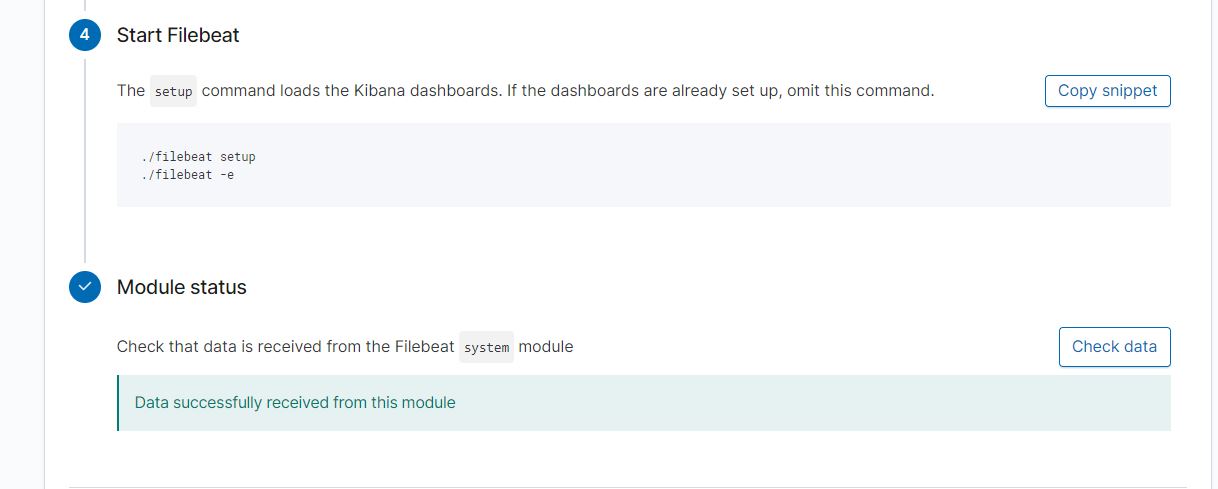 4 Start Filebeat
The setup command loads the Kibana dashboards. If the dashboards are already set up, omit this command.
Copy snippet
./filebeat setup
./filebeat -e
Module status
Check that data is received from the Filebeat system module
Check data
Data successfully received from this module